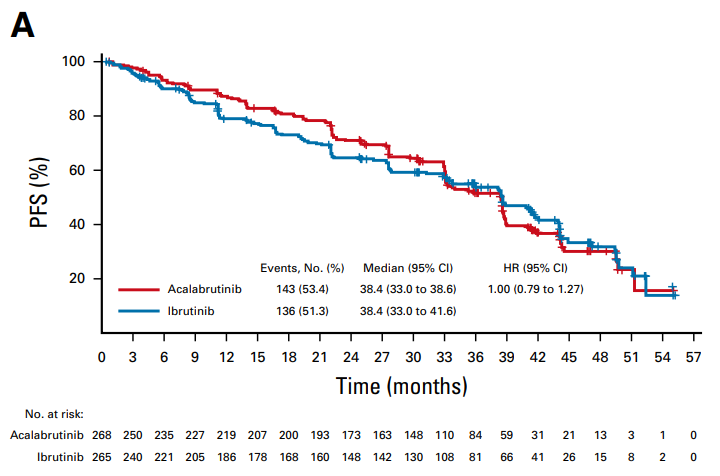 A
PFS (%)
100
80
60
40
20
Events, No. (%) Median (95% CI) HR (95% CI)
Acalabrutinib 143 (53.4) 38.4 (33.0 to 38.6) 1.00 (0.79 to 1.27)
Ibrutinib 136 (51.3) 38.4 (33.0 to 41.6)
0 3 6 9 12 15 18 21 24 27 30 33 36 39 42 45 48 51 54 57
Time (months)
No. at risk:
Acalabrutinib 268 250 235 227 219 207 200 193 173 163 148 110 84 59 31 21 13 3 1 0
Ibrutinib 265 240 221 205 186 178 168 160 148 142 130 108 81 66 41 26 15 8 2 0